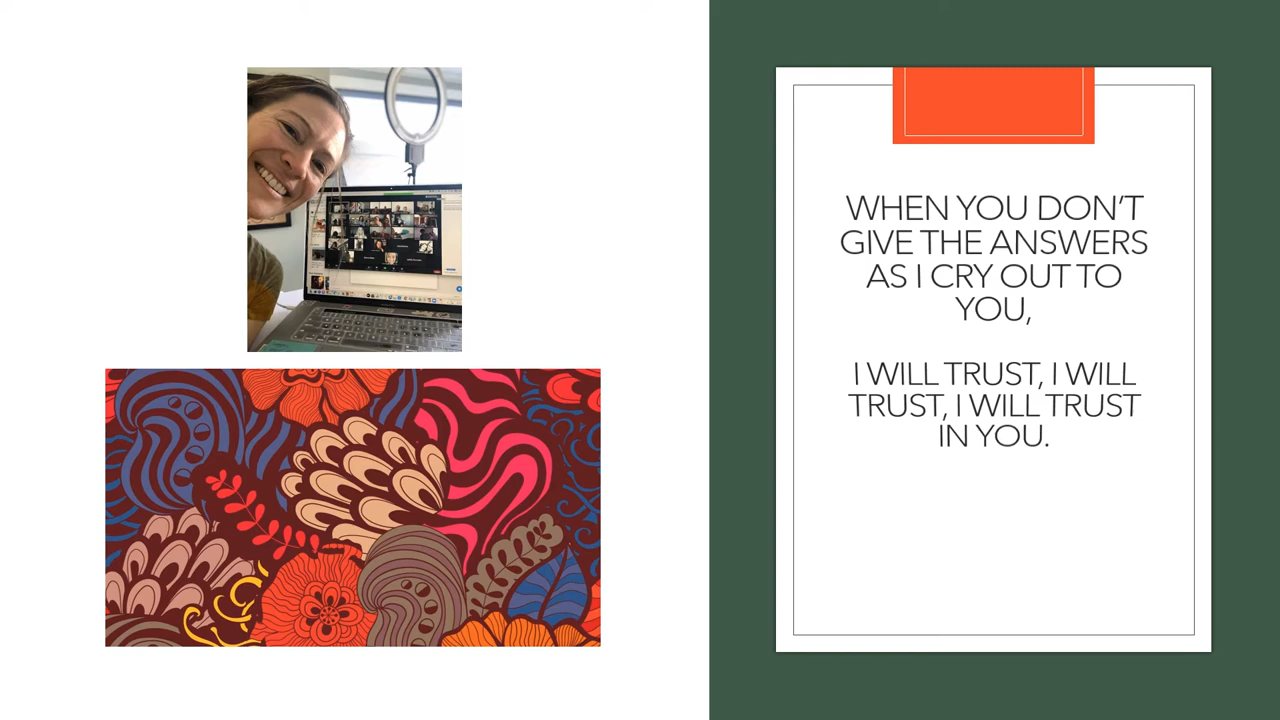 WHEN YOU DON'T
GIVE THE ANSWERS
AS I CRY OUT TO
YOU,
I WILL TRUST, I WILL
TRUST, I WILL TRUST
IN YOU.